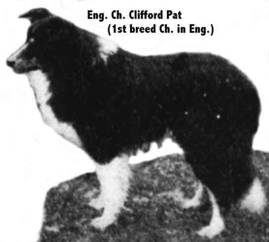 Eng. Ch. Clifford Pat
(1st breed Ch. in Eng.)